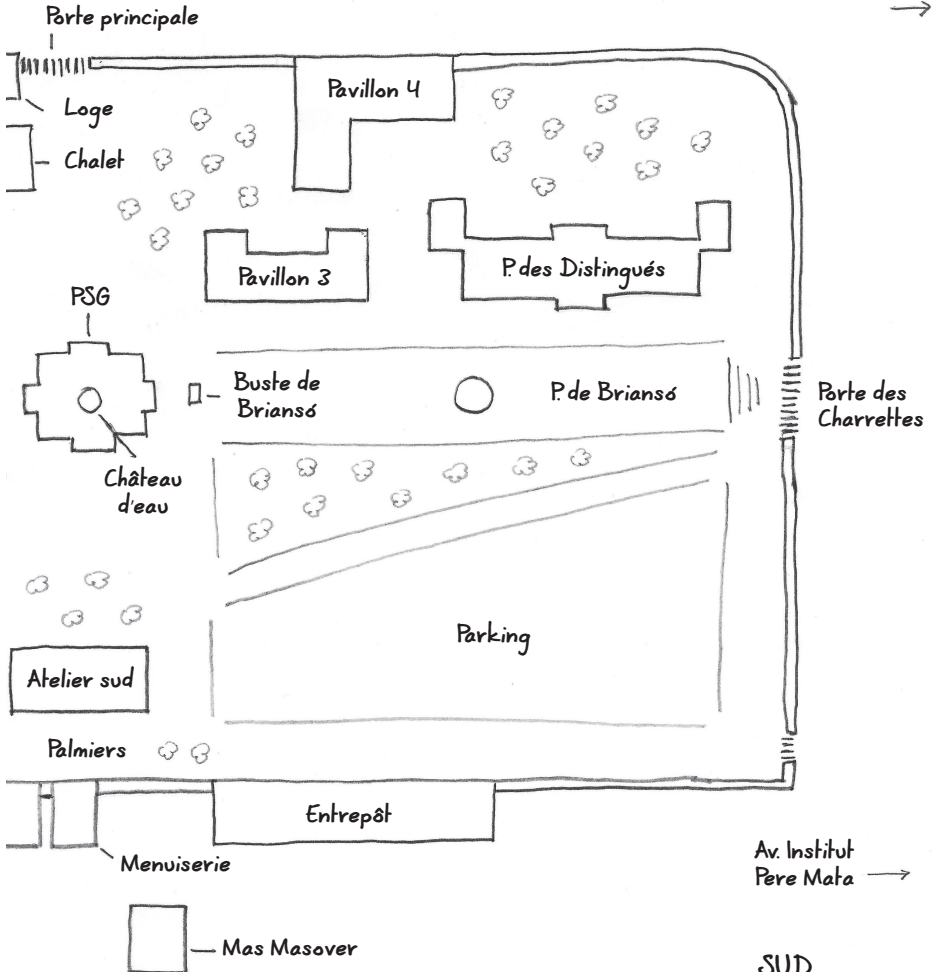 Porte principale
Loge
Pavillon 4
Chalet
Pavillon 3
P. des Distingués
PSG
Buste de
Briansó
P. de Briansó
Porte des
Charrettes
Château
d'eau
Parking
Atelier sud
Palmiers
Entrepôt
Menuiserie
Av. Institut
Pere Mata
Mas Masover
SUD